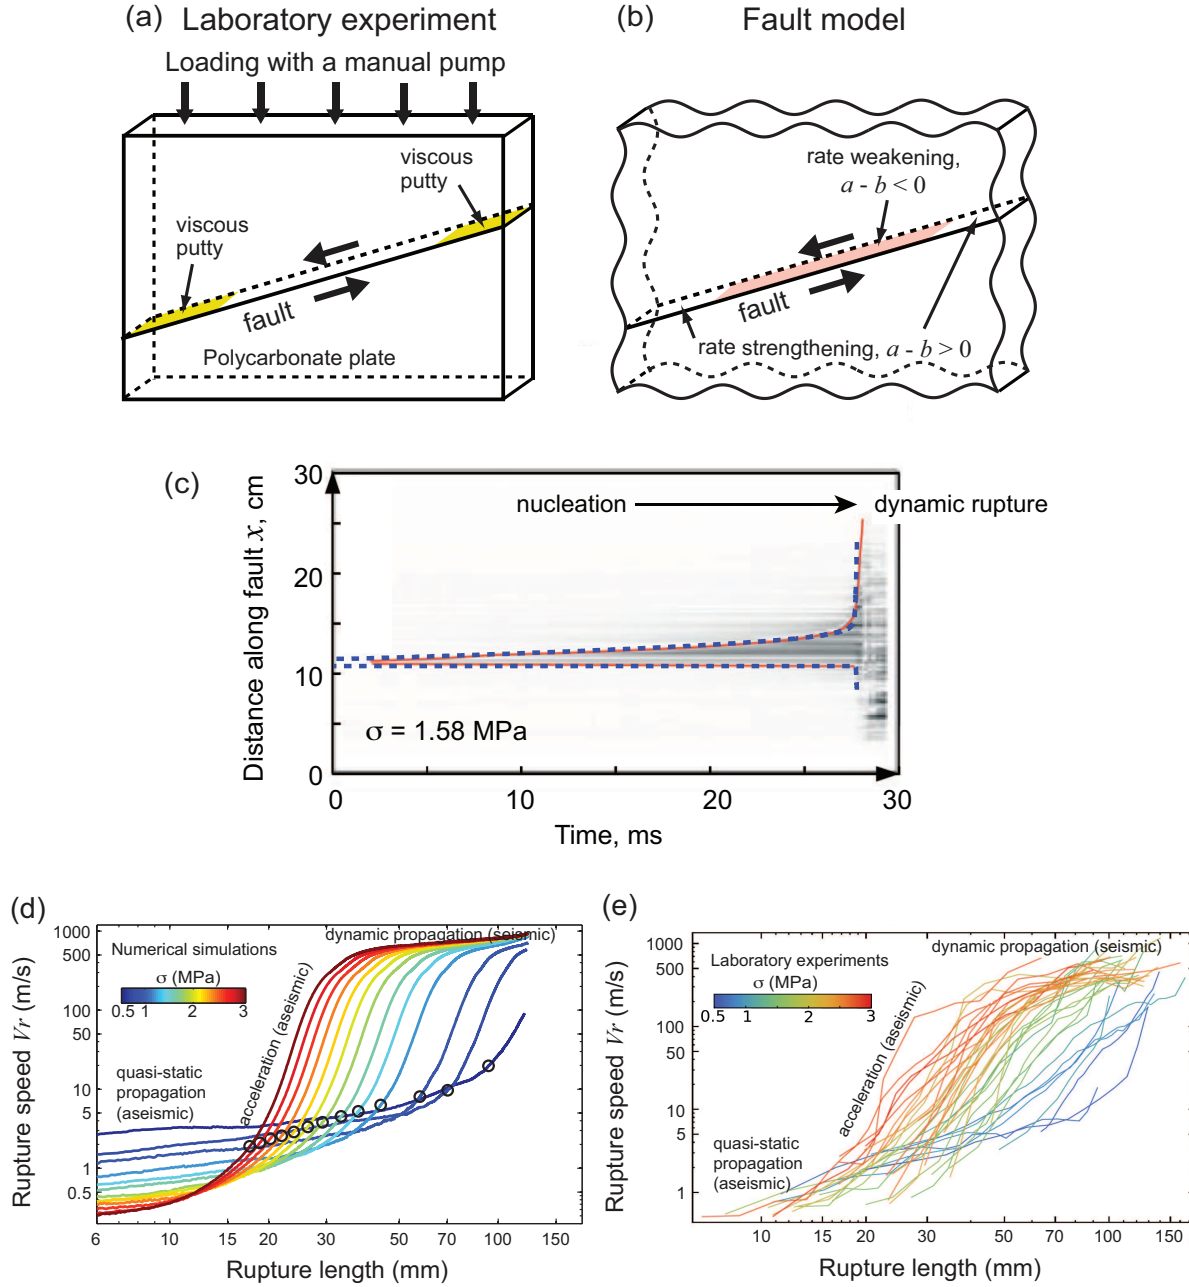 (a) Laboratory experiment
Loading with a manual pump
viscous
putty
viscous
putty
fault
Polycarbonate plate
(b) Fault model
rate weakening,
a - b < 0
fault
rate strengthening, a - b > 0
(c)
30
20
10
0
Distance along fault x, cm
nucleation
dynamic rupture
σ = 1.58 MPa
0 10 20 30
Time, ms
(d)
1000
500
100
50
10
5
1
0.5
Rupture speed Vr (m/s)
Numerical simulations
σ (MPa)
0.5 1 2 3
dynamic propagation (seismic)
acceleration (aseismic)
quasi-static
propagation
(aseismic)
6 10 15 20 30 50 70 100 150
Rupture length (mm)
(e)
1000
500
100
50
10
5
1
Rupture speed Vr (m/s)
Laboratory experiments
σ (MPa)
0.5 1 2 3
dynamic propagation (seismic)
acceleration (aseismic)
quasi-static
propagation
(aseismic)
10 15 20 30 50 70 100 150
Rupture length (mm)